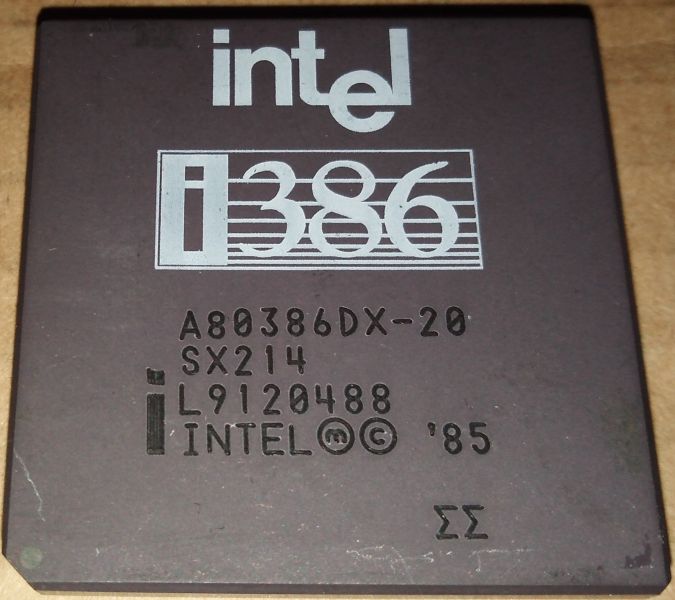 intel
i386
A80386DX-20
SX214
L9120488
INTEL ⓜ © '85
ΣΣ